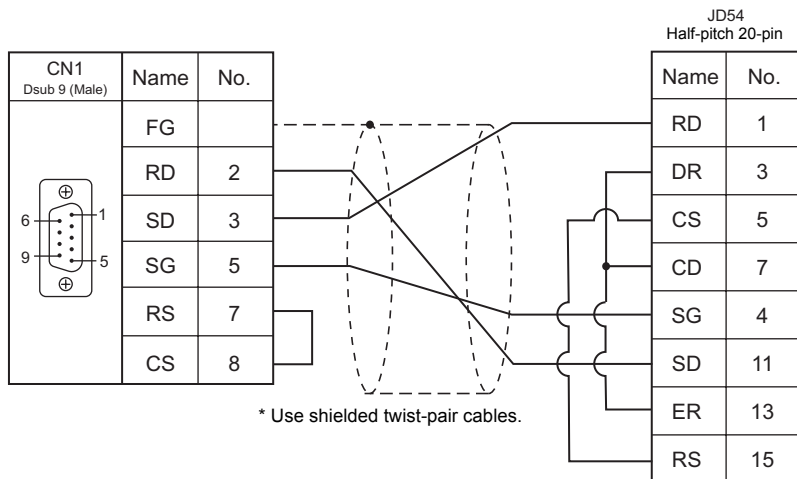 JD54
Half-pitch 20-pin
CN1
Dsub 9 (Male)
Name No.
FG
RD 2
SD 3
SG 5
RS 7
CS 8
6
1
9
5
Name No.
RD 1
DR 3
CS 5
CD 7
SG 4
SD 11
ER 13
RS 15
* Use shielded twist-pair cables.